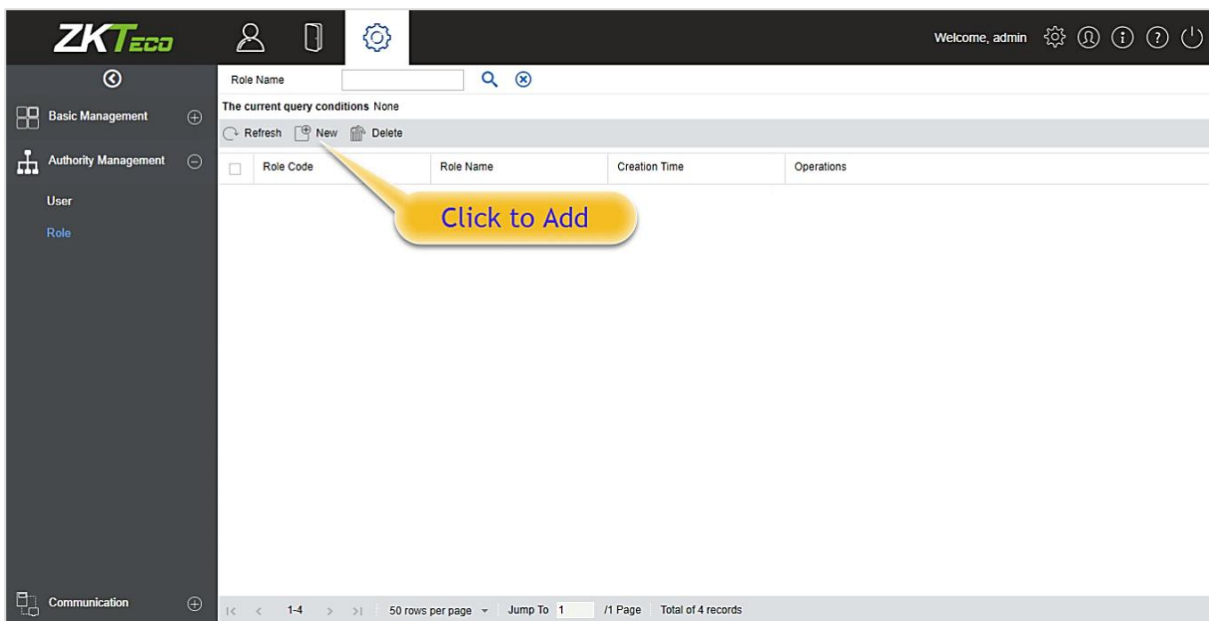 ZKTECO
Welcome, admin
Role Name
The current query conditions None
Basic Management
Refresh New Delete
Authority Management
Role Code Role Name Creation Time Operations
User
Click to Add
Role
Communication
1-4 50 rows per page Jump To 1 /1 Page Total of 4 records